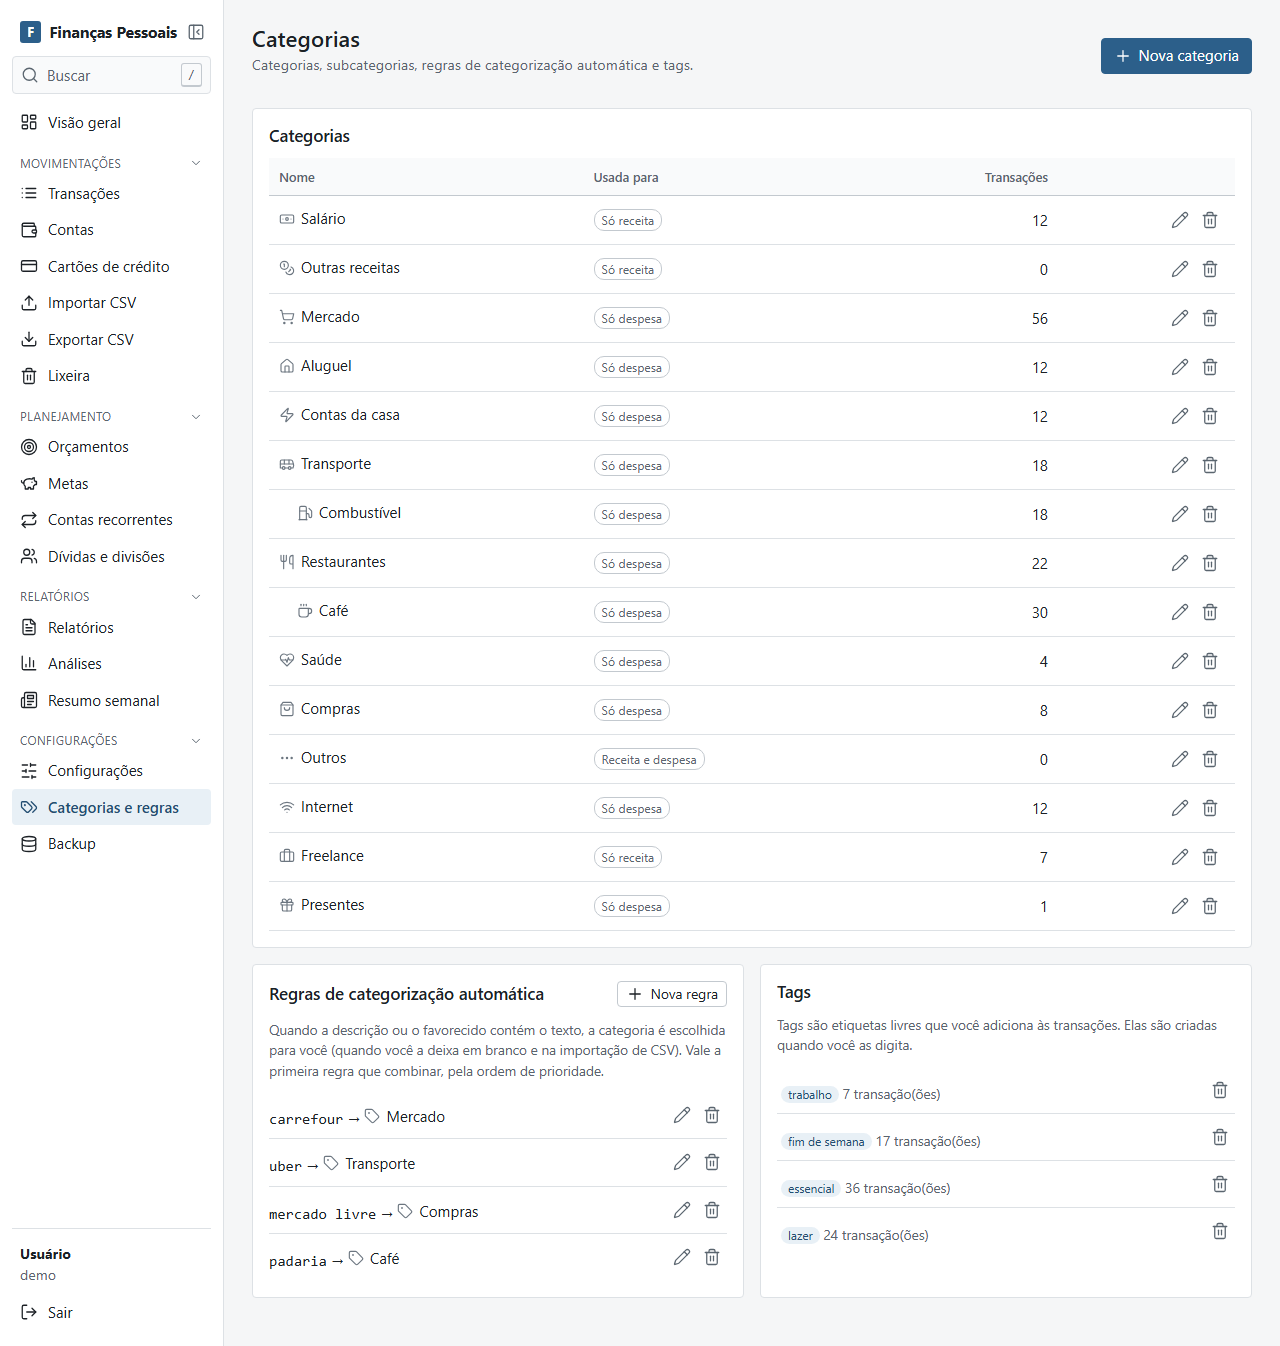 F Finanças Pessoais
Buscar /
Visão geral
MOVIMENTAÇÕES
Transações
Contas
Cartões de crédito
Importar CSV
Exportar CSV
Lixeira
PLANEJAMENTO
Orçamentos
Metas
Contas recorrentes
Dívidas e divisões
RELATÓRIOS
Relatórios
Análises
Resumo semanal
CONFIGURAÇÕES
Configurações
Categorias e regras
Backup
Usuário
demo
Sair
Categorias
Categorias, subcategorias, regras de categorização automática e tags.
Nova categoria
Categorias
Nome Usada para Transações
Salário Só receita 12
Outras receitas Só receita 0
Mercado Só despesa 56
Aluguel Só despesa 12
Contas da casa Só despesa 12
Transporte Só despesa 18
Combustível Só despesa 18
Restaurantes Só despesa 22
Café Só despesa 30
Saúde Só despesa 4
Compras Só despesa 8
Outros Receita e despesa 0
Internet Só despesa 12
Freelance Só receita 7
Presentes Só despesa 1
Regras de categorização automática
Nova regra
Quando a descrição ou o favorecido contém o texto, a categoria é escolhida
para você (quando você a deixa em branco e na importação de CSV). Vale a
primeira regra que combinar, pela ordem de prioridade.
carrefour → Mercado
uber → Transporte
mercado livre → Compras
padaria → Café
Tags
Tags são etiquetas livres que você adiciona às transações. Elas são criadas
quando você as digita.
trabalho 7 transação(ões)
fim de semana 17 transação(ões)
essencial 36 transação(ões)
lazer 24 transação(ões)